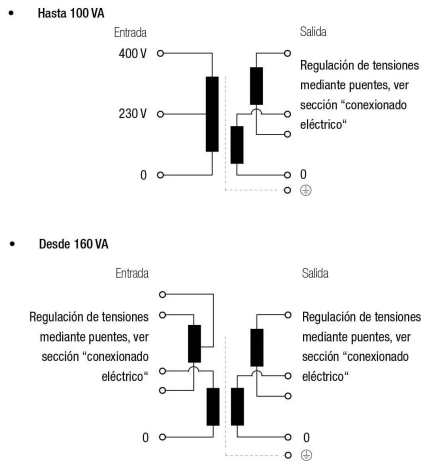 • Hasta 100 VA
Entrada
Salida
400 V
Regulación de tensiones
mediante puentes, ver
sección “conexionado
eléctrico“
230 V
0
0
• Desde 160 VA
Entrada
Salida
Regulación de tensiones
mediante puentes, ver
sección “conexionado
eléctrico“
Regulación de tensiones
mediante puentes, ver
sección “conexionado
eléctrico“
0
0